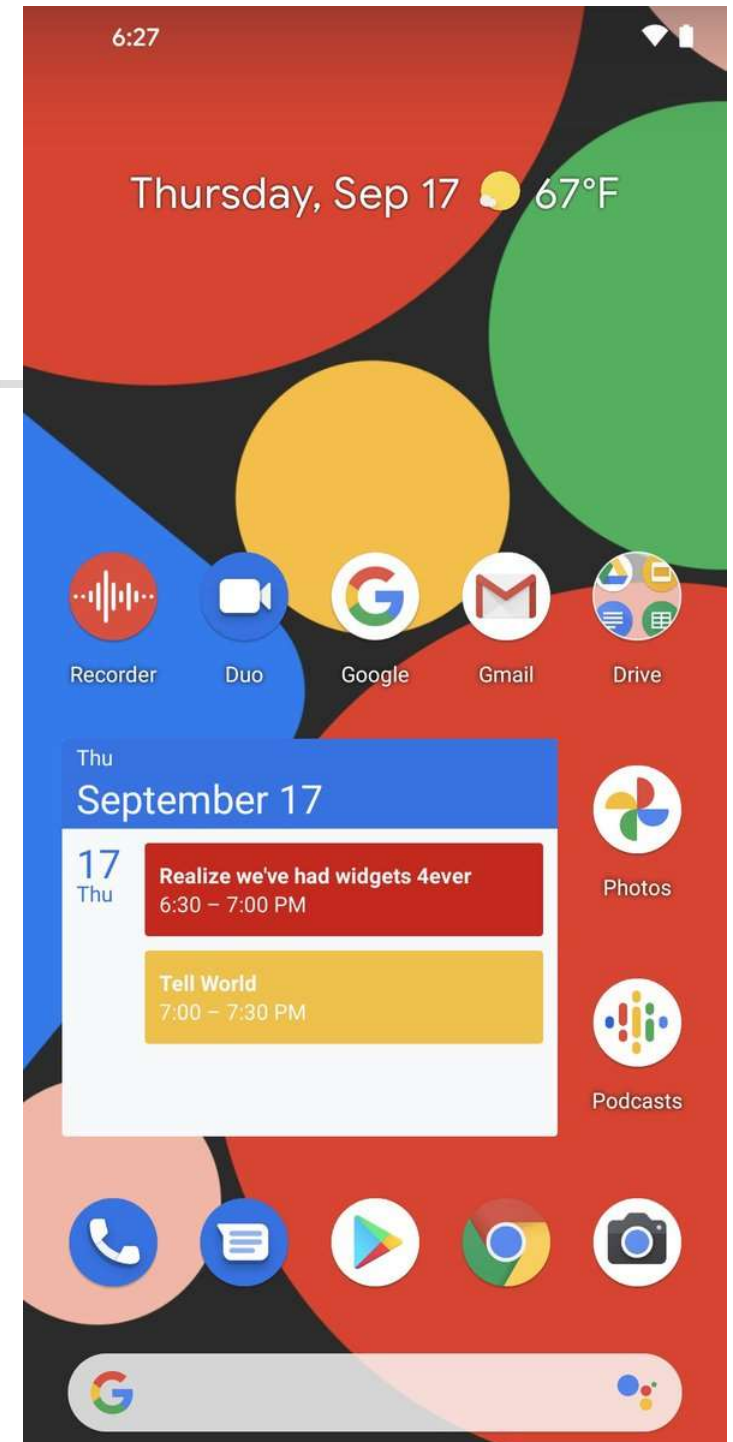 6:27
Thursday, Sep 17 67°F
Recorder Duo Google Gmail Drive
Thu
September 17
17
Thu
Realize we've had widgets 4ever
6:30 – 7:00 PM
Tell World
7:00 – 7:30 PM
Photos
Podcasts